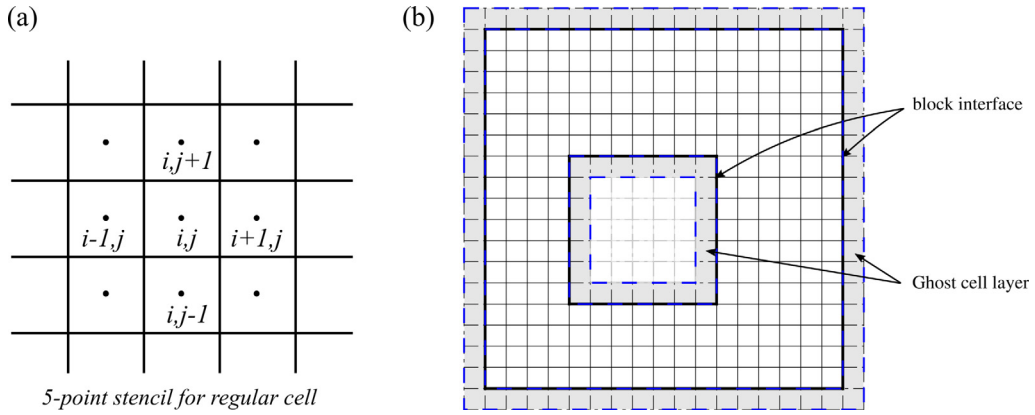 (a)
i,j+1
i-1,j
i,j
i+1,j
i,j-1
5-point stencil for regular cell
(b)
block interface
Ghost cell layer